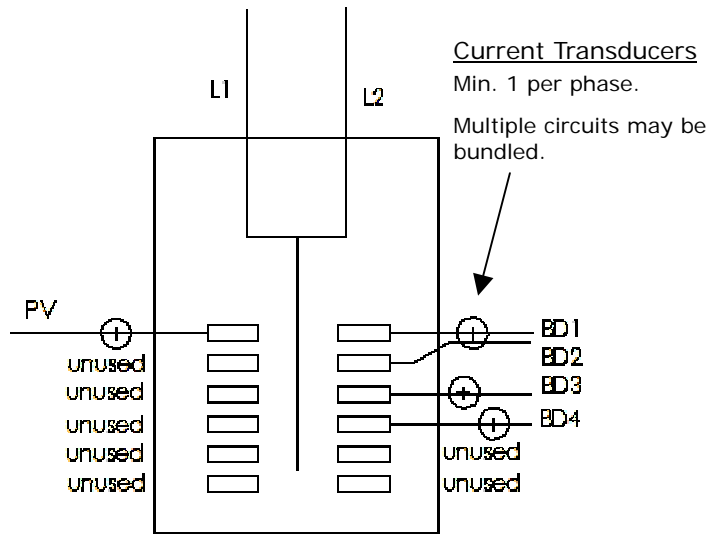 Current Transducers
Min. 1 per phase.
Multiple circuits may be
bundled.
L1
L2
PV
unused
unused
unused
unused
unused
BD1
BD2
BD3
BD4
unused
unused